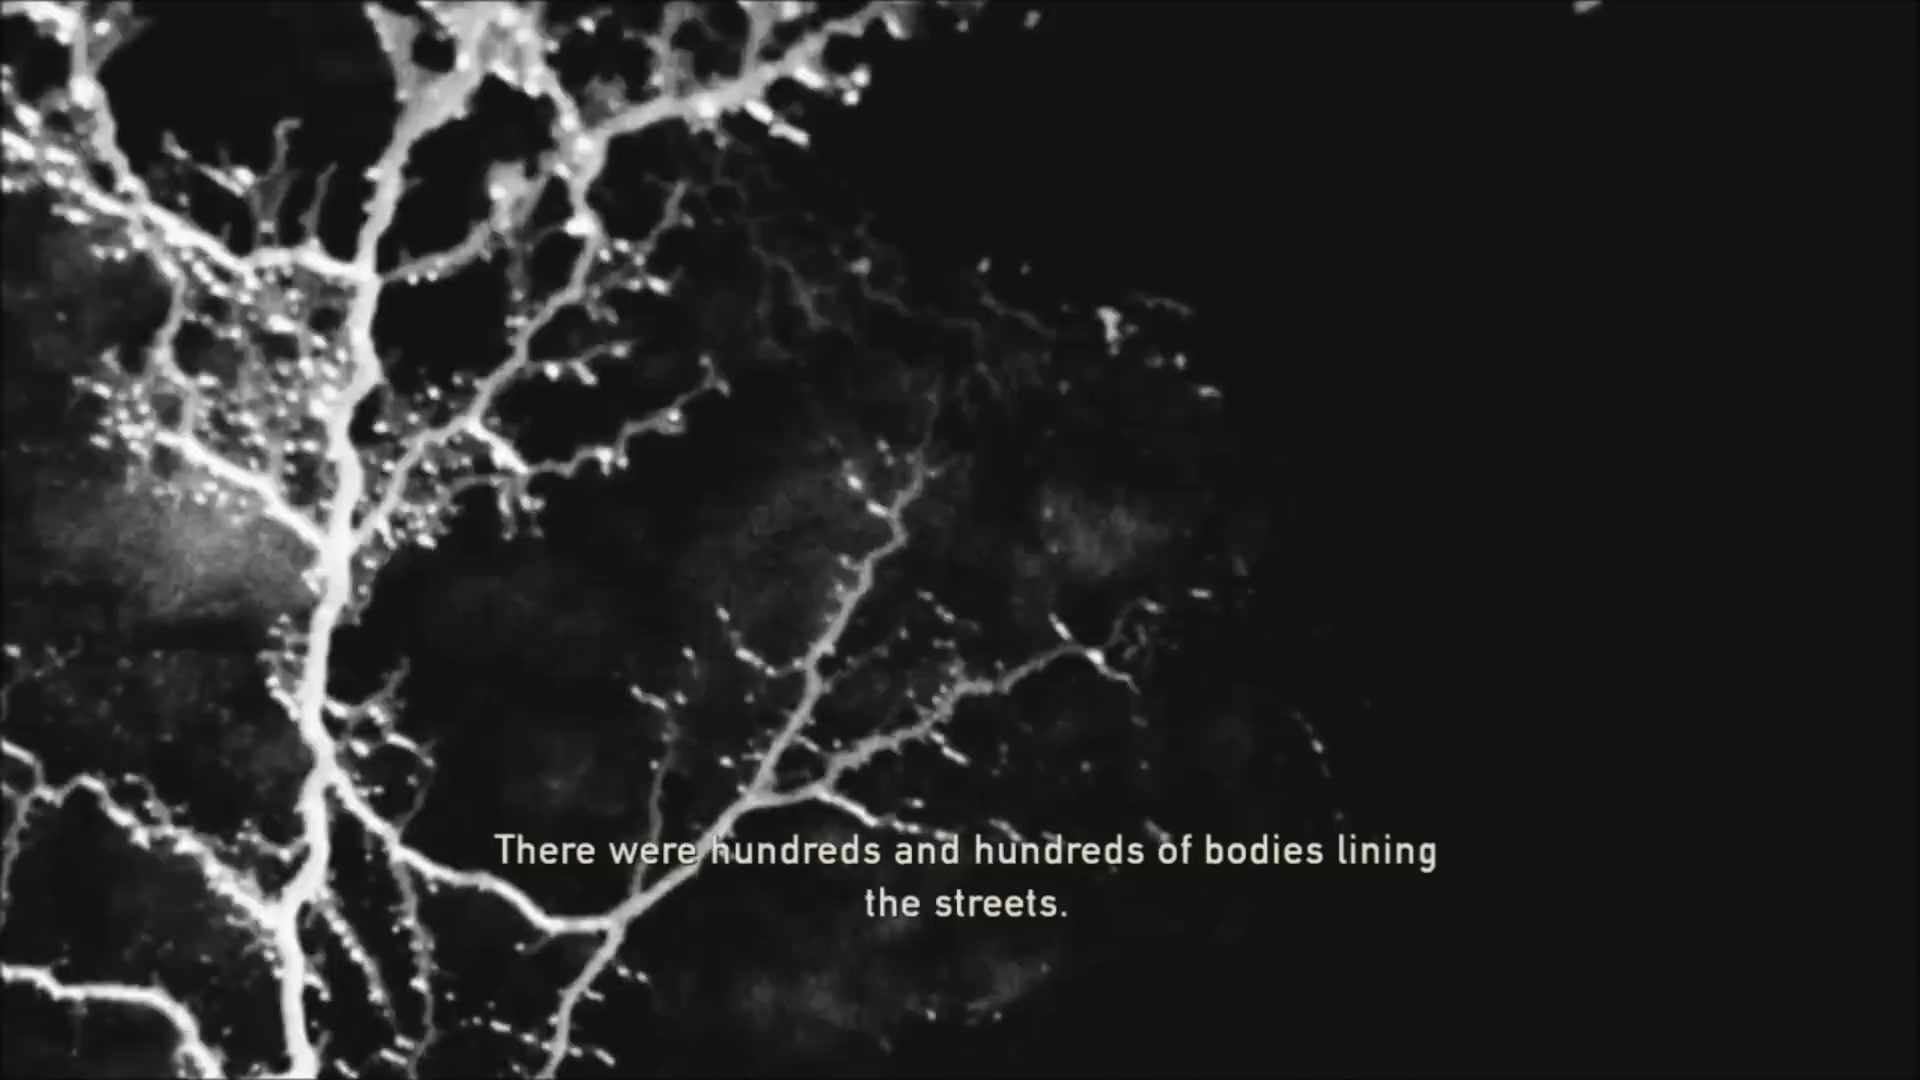 There were hundreds and hundreds of bodies lining
the streets.